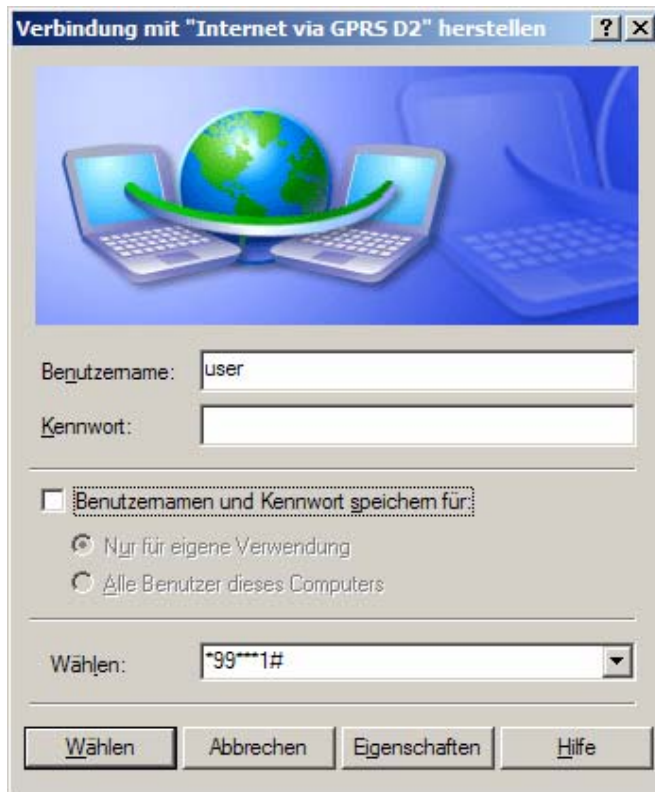 Verbindung mit "Internet via GPRS D2" herstellen
Benutzername: user
Kennwort:
Benutzernamen und Kennwort speichern für:
Nur für eigene Verwendung
Alle Benutzer dieses Computers
Wählen: *99***1#
Wählen Abbrechen Eigenschaften Hilfe